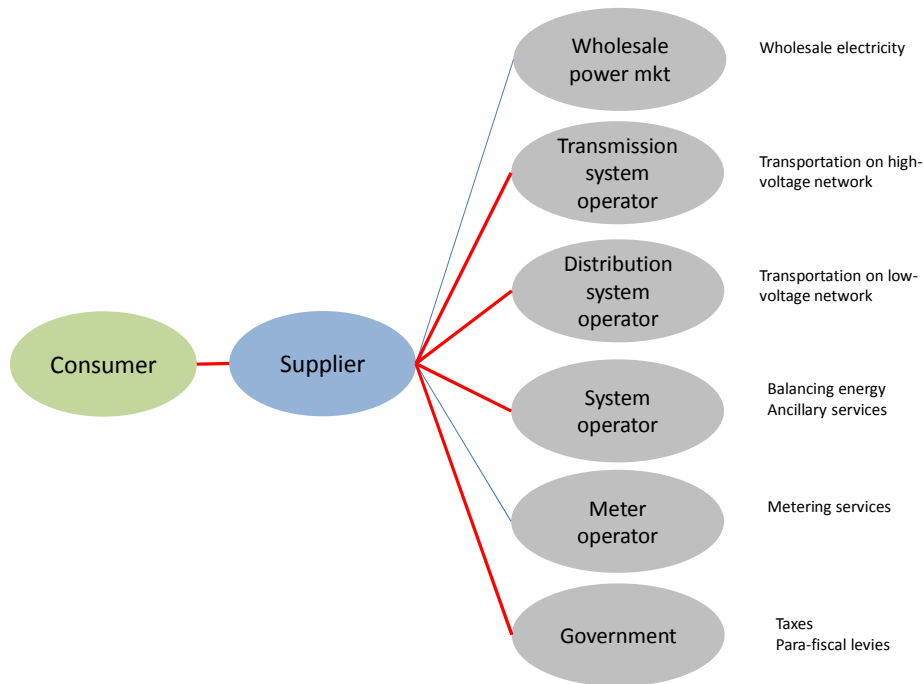 Wholesale
power mkt
Wholesale electricity
Transmission
system
operator
Transportation on high-
voltage network
Distribution
system
operator
Transportation on low-
voltage network
Consumer
Supplier
System
operator
Balancing energy
Ancillary services
Meter
operator
Metering services
Government
Taxes
Para-fiscal levies